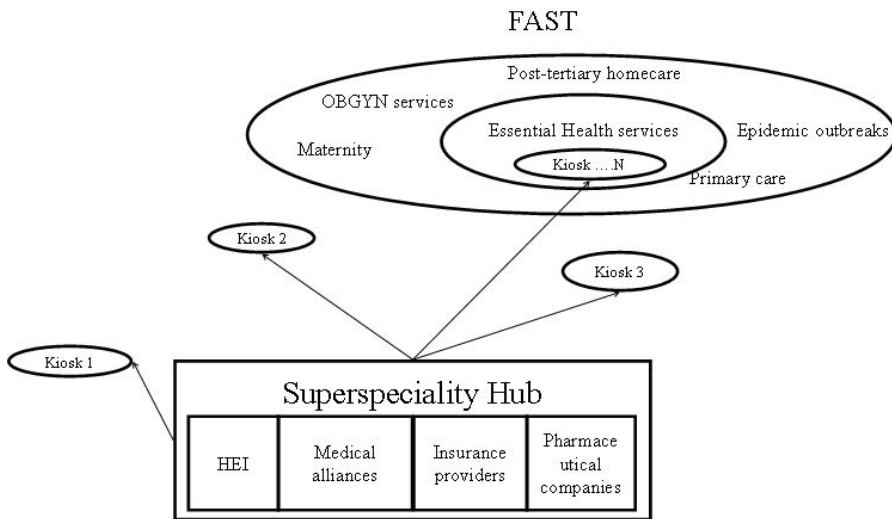 FAST
Post-tertiary homecare
OBGYN services
Essential Health services
Epidemic outbreaks
Maternity
Kiosk ....N
Primary care
Kiosk 2
Kiosk 3
Kiosk 1
Superspeciality Hub
HEI
Medical
alliances
Insurance
providers
Pharmace
utical
companies